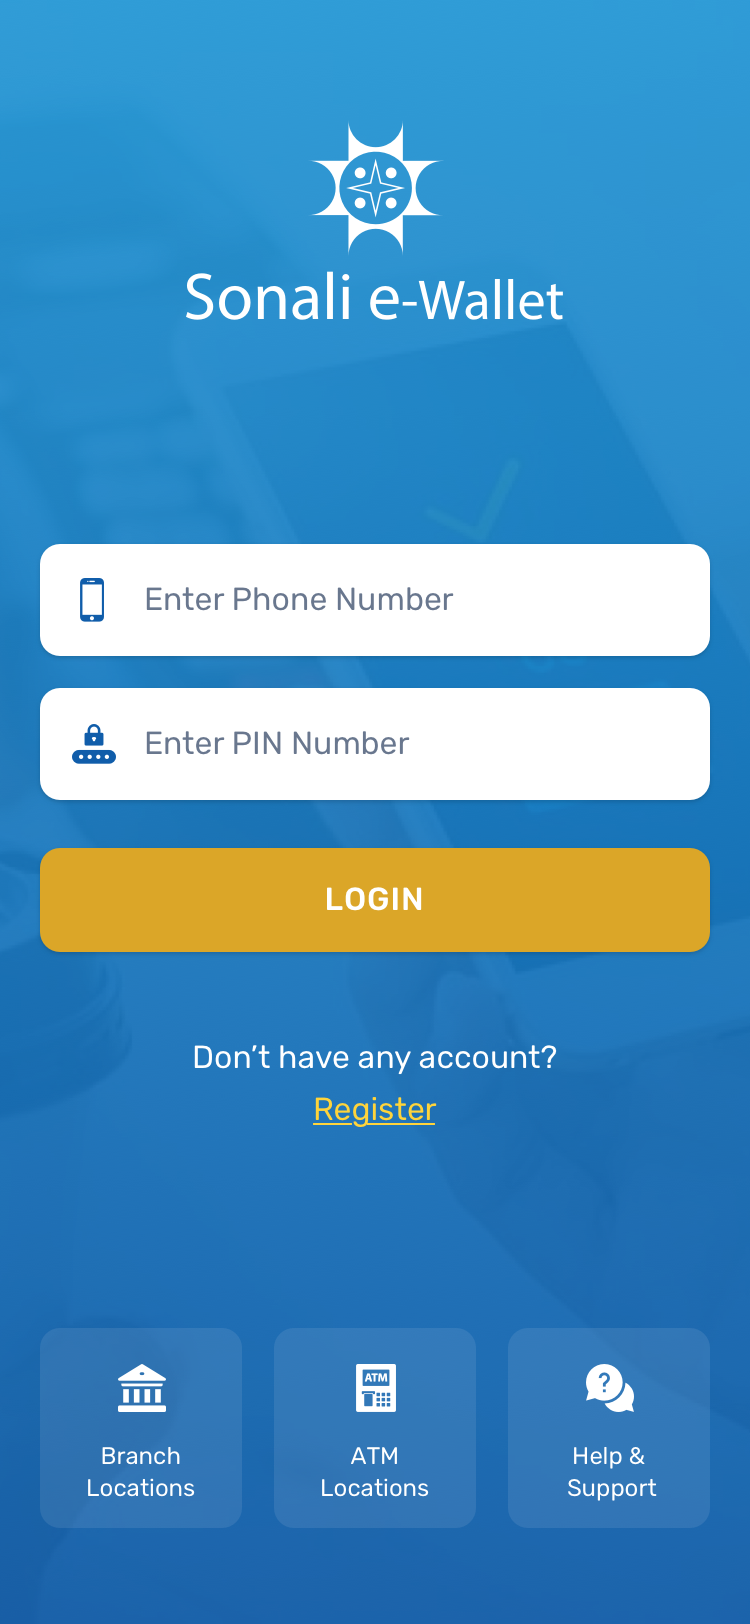 Sonali e-Wallet
Enter Phone Number
Enter PIN Number
LOGIN
Don’t have any account?
Register
ATM
?
Branch
Locations
ATM
Locations
Help &
Support